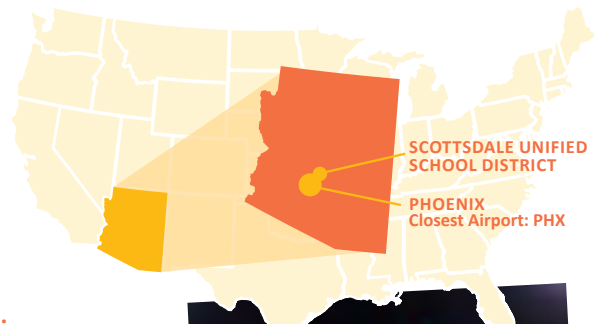 SCOTTSDALE UNIFIED
SCHOOL DISTRICT
PHOENIX
Closest Airport: PHX